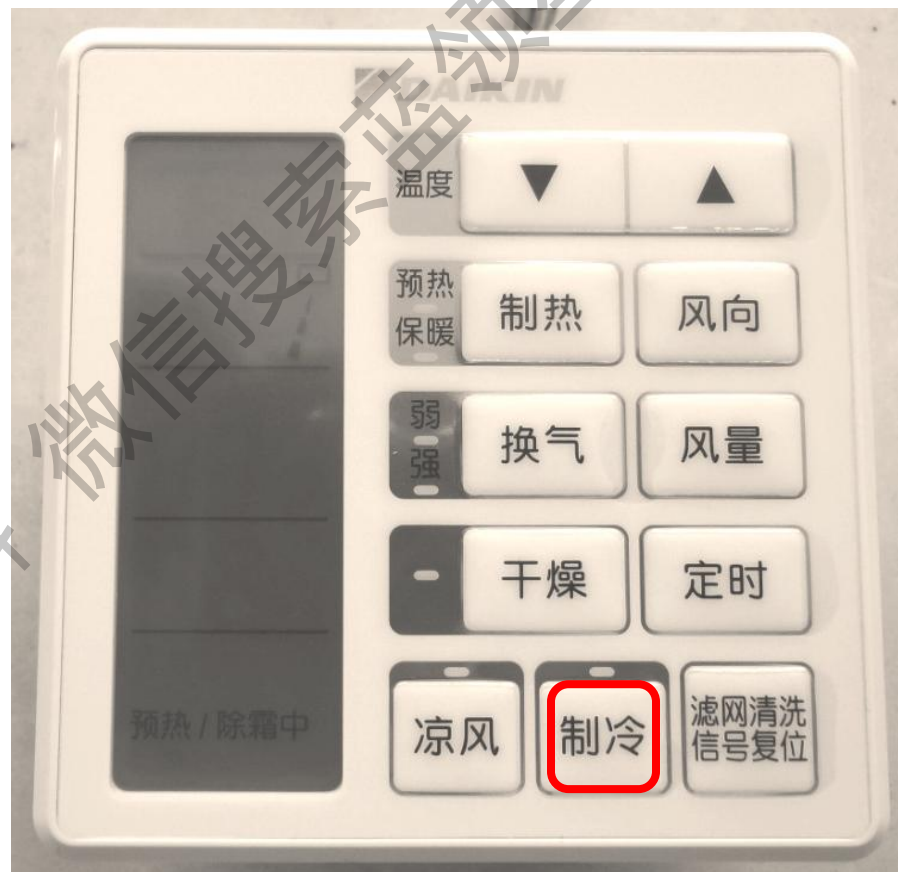 DAIKIN
温度
▼
▲
预热
保暖
制热
风向
弱
强
换气
风量
干燥
定时
预热 / 除霜中
凉风
制冷
滤网清洗
信号复位
微信搜索蓝领